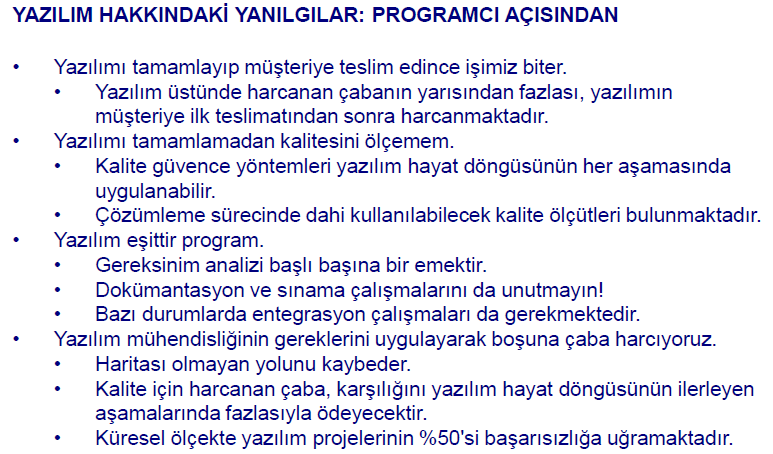 YAZILIM HAKKINDAKİ YANILGILAR: PROGRAMCI AÇISINDAN
• Yazılımı tamamlayıp müşteriye teslim edince işimiz biter.
• Yazılım üstünde harcanan çabanın yarısından fazlası, yazılımın
müşteriye ilk teslimatından sonra harcanmaktadır.
• Yazılımı tamamlamadan kalitesini ölçemem.
• Kalite güvence yöntemleri yazılım hayat döngüsünün her aşamasında
uygulanabilir.
• Çözümleme sürecinde dahi kullanılabilecek kalite ölçütleri bulunmaktadır.
• Yazılım eşittir program.
• Gereksinim analizi başlı başına bir emektir.
• Dokümantasyon ve sınama çalışmalarını da unutmayın!
• Bazı durumlarda entegrasyon çalışmaları da gerekmektedir.
• Yazılım mühendisliğinin gereklerini uygulayarak boşuna çaba harcıyoruz.
• Haritası olmayan yolunu kaybeder.
• Kalite için harcanan çaba, karşılığını yazılım hayat döngüsünün ilerleyen
aşamalarında fazlasıyla ödeyecektir.
• Küresel ölçekte yazılım projelerinin %50'si başarısızlığa uğramaktadır.